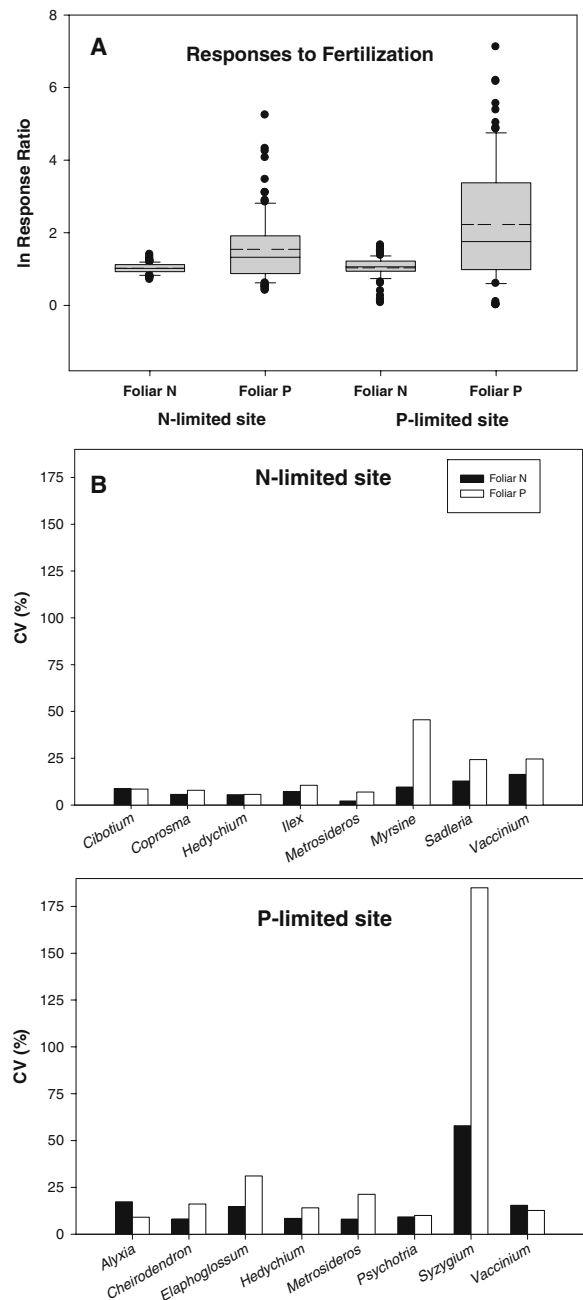 A
Responses to Fertilization
ln Response Ratio
8
6
4
2
0
Foliar N
Foliar P
Foliar N
Foliar P
N-limited site
P-limited site
B
N-limited site
Foliar N
Foliar P
CV (%)
175
150
125
100
75
50
25
0
Cibotium
Coprosma
Hedychium
Ilex
Metrosideros
Myrsine
Sadleria
Vaccinium
P-limited site
CV (%)
175
150
125
100
75
50
25
0
Alyxia
Cheirodendron
Elaphoglossum
Hedychium
Metrosideros
Psychotria
Syzygium
Vaccinium